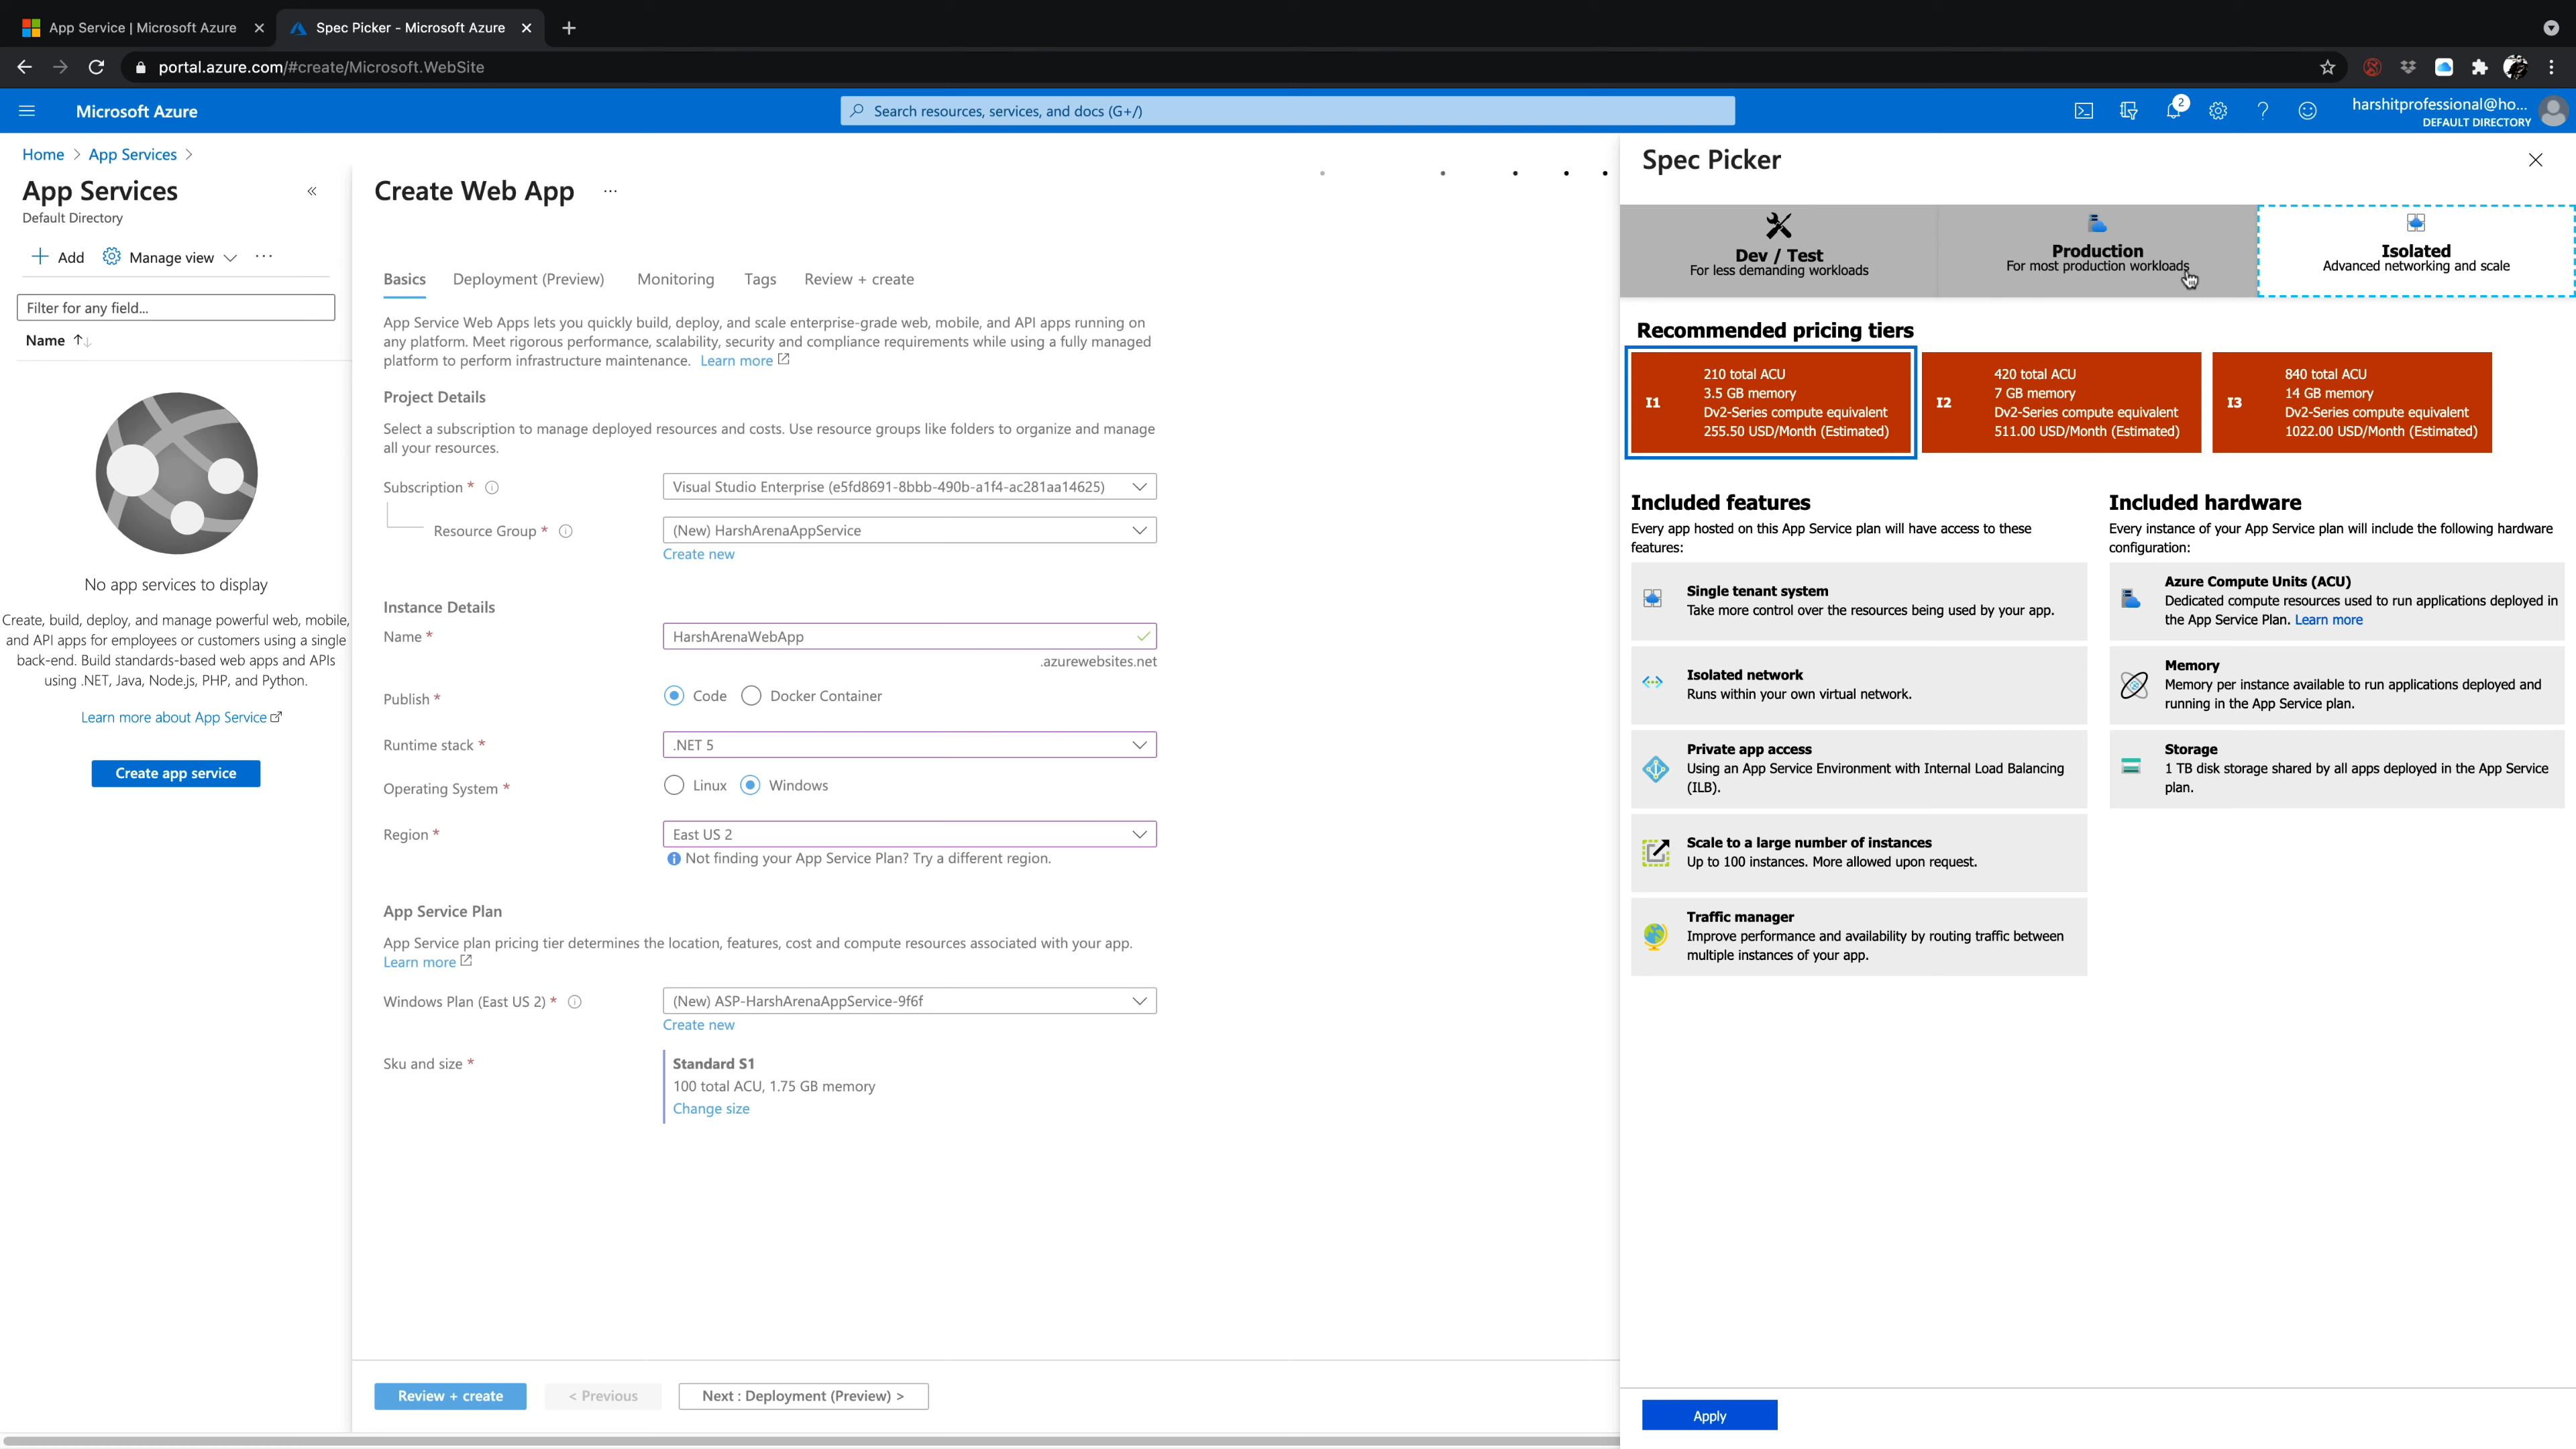 App Service | Microsoft Azure
Spec Picker - Microsoft Azure
portal.azure.com/#create/Microsoft.WebSite
Microsoft Azure
Search resources, services, and docs (G+/)
2
harshitprofessional@ho...
DEFAULT DIRECTORY
Home > App Services >
App Services
Default Directory
Add
Manage view
Filter for any field...
Name
No app services to display
Create, build, deploy, and manage powerful web, mobile,
and API apps for employees or customers using a single
back-end. Build standards-based web apps and APIs
using .NET, Java, Node.js, PHP, and Python.
Learn more about App Service
Create app service
Create Web App
Basics
Deployment (Preview)
Monitoring
Tags
Review + create
App Service Web Apps lets you quickly build, deploy, and scale enterprise-grade web, mobile, and API apps running on
any platform. Meet rigorous performance, scalability, security and compliance requirements while using a fully managed
platform to perform infrastructure maintenance. Learn more
Project Details
Select a subscription to manage deployed resources and costs. Use resource groups like folders to organize and manage
all your resources.
Subscription *
Visual Studio Enterprise (e5fd8691-8bbb-490b-a1f4-ac281aa14625)
Resource Group *
(New) HarshArenaAppService
Create new
Instance Details
Name *
HarshArenaWebApp
.azurewebsites.net
Publish *
Code
Docker Container
Runtime stack *
.NET 5
Operating System *
Linux
Windows
Region *
East US 2
Not finding your App Service Plan? Try a different region.
App Service Plan
App Service plan pricing tier determines the location, features, cost and compute resources associated with your app.
Learn more
Windows Plan (East US 2) *
(New) ASP-HarshArenaAppService-9f6f
Create new
Sku and size *
Standard S1
100 total ACU, 1.75 GB memory
Change size
Review + create
< Previous
Next : Deployment (Preview) >
Spec Picker
Dev / Test
For less demanding workloads
Production
For most production workloads
Isolated
Advanced networking and scale
Recommended pricing tiers
I1
210 total ACU
3.5 GB memory
Dv2-Series compute equivalent
255.50 USD/Month (Estimated)
I2
420 total ACU
7 GB memory
Dv2-Series compute equivalent
511.00 USD/Month (Estimated)
I3
840 total ACU
14 GB memory
Dv2-Series compute equivalent
1022.00 USD/Month (Estimated)
Included features
Every app hosted on this App Service plan will have access to these
features:
Single tenant system
Take more control over the resources being used by your app.
Isolated network
Runs within your own virtual network.
Private app access
Using an App Service Environment with Internal Load Balancing
(ILB).
Scale to a large number of instances
Up to 100 instances. More allowed upon request.
Traffic manager
Improve performance and availability by routing traffic between
multiple instances of your app.
Included hardware
Every instance of your App Service plan will include the following hardware
configuration:
Azure Compute Units (ACU)
Dedicated compute resources used to run applications deployed in
the App Service Plan. Learn more
Memory
Memory per instance available to run applications deployed and
running in the App Service plan.
Storage
1 TB disk storage shared by all apps deployed in the App Service
plan.
Apply